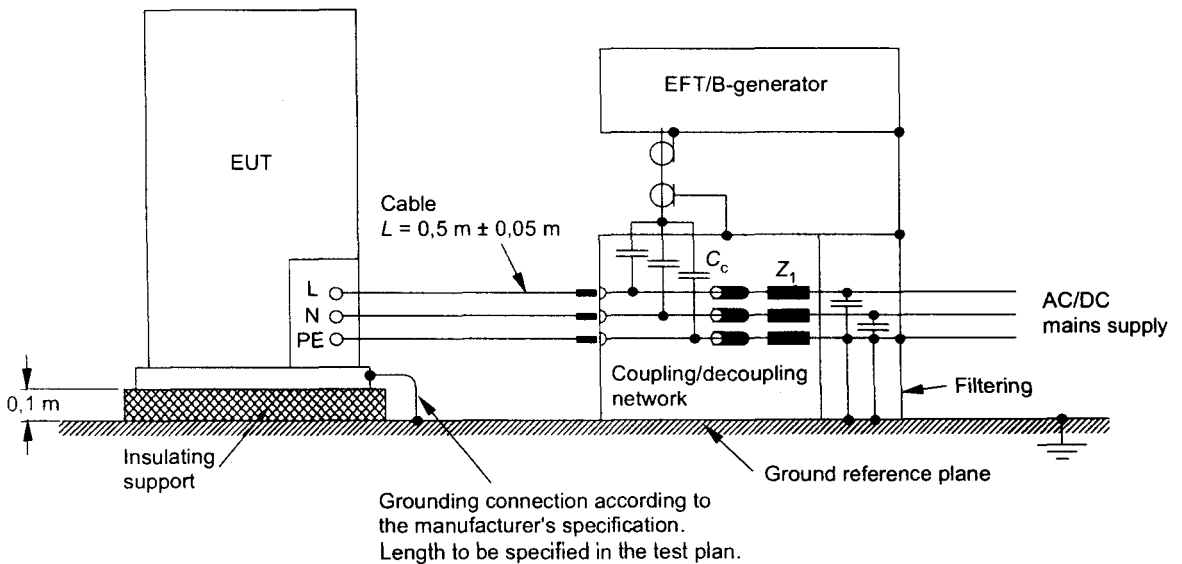 EFT/B-generator
EUT
Cable
L = 0,5 m ± 0,05 m
C_c
Z_1
L
N
PE
AC/DC
mains supply
Coupling/decoupling
network
Filtering
0,1 m
Insulating
support
Ground reference plane
Grounding connection according to
the manufacturer's specification.
Length to be specified in the test plan.